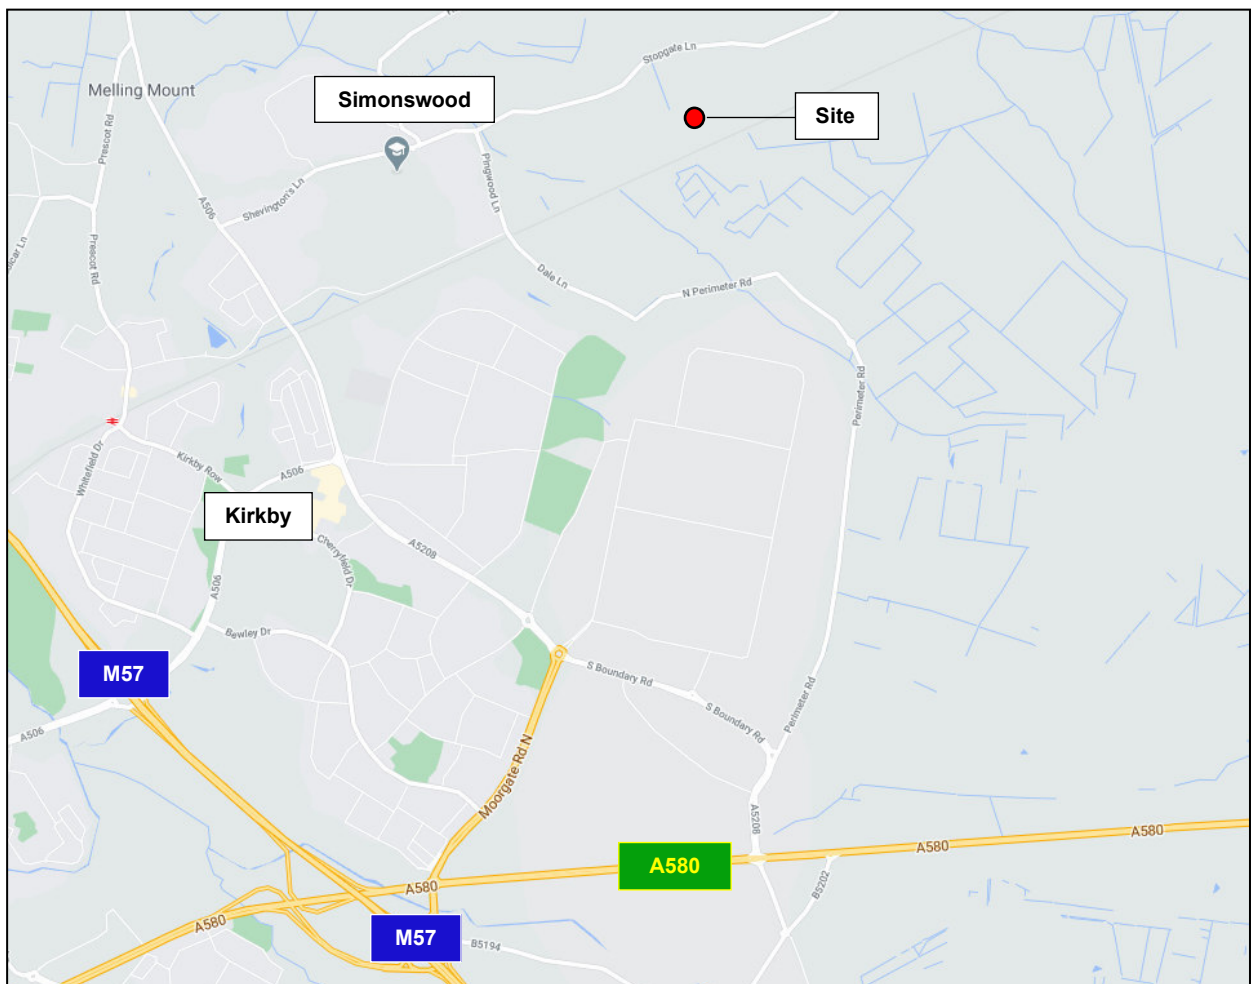 Stopgate Ln
Melling Mount
Simonswood
Site
Prescot Rd
Pingwood Ln
Shevington's Ln
A506
Prescot Rd
Dale Ln
N Perimeter Rd
Perimeter Rd
Whitefield Dr
Kirkby Row
A506
Kirkby
Cherryfield Dr
A5208
A506
Bewley Dr
M57
S Boundary Rd
S Boundary Rd
Perimeter Rd
A506
Moorgate Rd N
A5208
A580
A580
A580
A580
B5202
A580
M57
B5194